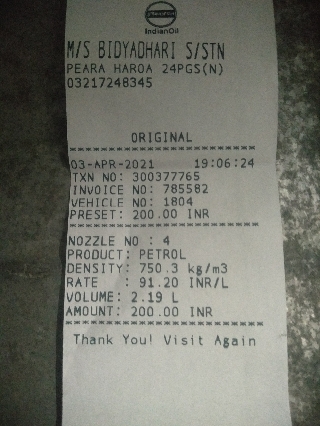 IndianOil
M/S BIDYADHARI S/STN
PEARA HAROA 24PGS(N)
03217248345
ORIGINAL
03-APR-2021 19:06:24
TXN NO: 300377765
INVOICE NO: 785582
VEHICLE NO: 1804
PRESET: 200.00 INR
NOZZLE NO : 4
PRODUCT: PETROL
DENSITY: 750.3 kg/m3
RATE : 91.20 INR/L
VOLUME: 2.19 L
AMOUNT: 200.00 INR
Thank You! Visit Again